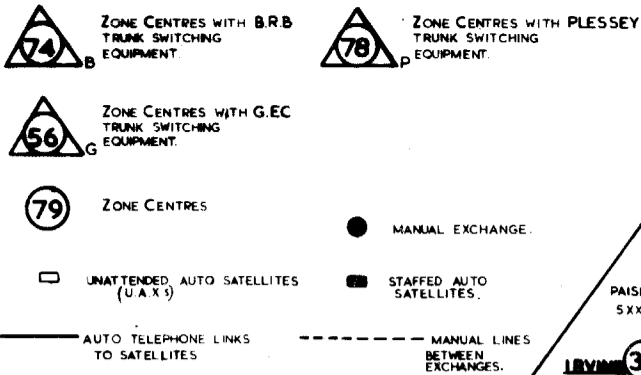 74
B
ZONE CENTRES WITH B.R.B
TRUNK SWITCHING
EQUIPMENT.
78
P
ZONE CENTRES WITH PLESSEY
TRUNK SWITCHING
EQUIPMENT.
56
G
ZONE CENTRES WITH G.EC
TRUNK SWITCHING
EQUIPMENT.
79
ZONE CENTRES
MANUAL EXCHANGE.
UNATTENDED AUTO SATELLITES
(U.A.X s)
STAFFED AUTO
SATELLITES.
AUTO TELEPHONE LINKS
TO SATELLITES
MANUAL LINES
BETWEEN
EXCHANGES.
PAIS
5XX
IRVINE
3